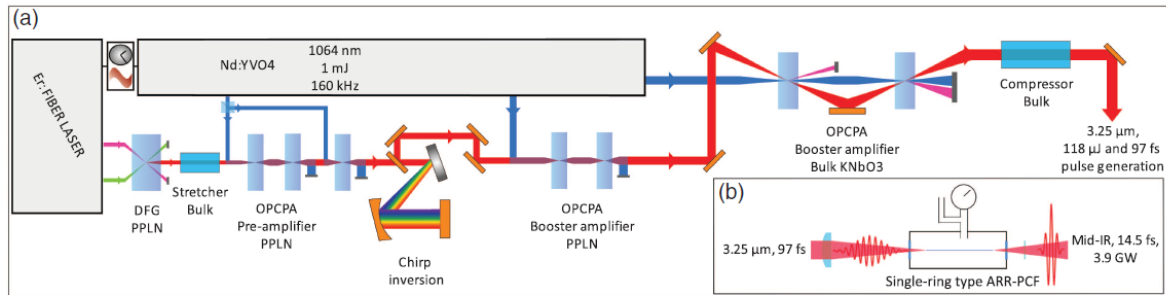 (a)
Er: FIBER LASER
Nd:YVO4
1064 nm
1 mJ
160 kHz
DFG
PPLN
Stretcher
Bulk
OPCPA
Pre-amplifier
PPLN
Chirp
inversion
OPCPA
Booster amplifier
PPLN
OPCPA
Booster amplifier
Bulk KNbO3
Compressor
Bulk
3.25 µm,
118 µJ and 97 fs
pulse generation
(b)
3.25 µm, 97 fs
Single-ring type ARR-PCF
Mid-IR, 14.5 fs,
3.9 GW